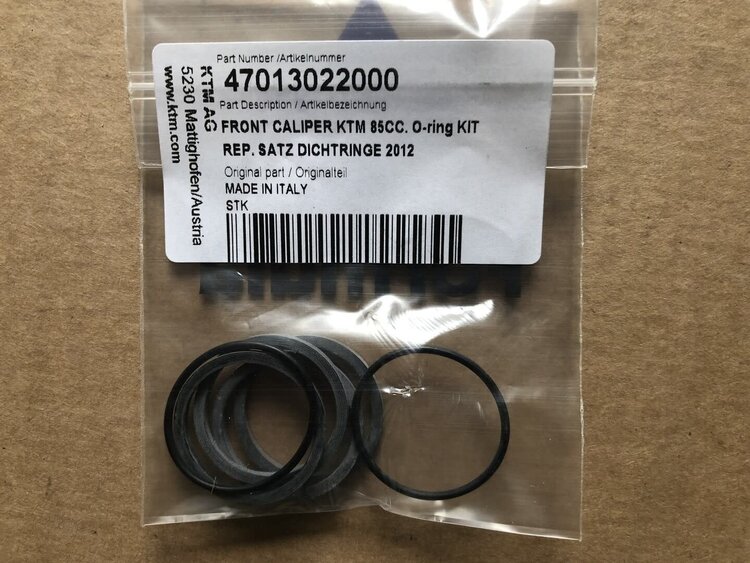 Part Number /Artikelnummer
47013022000
Part Description / Artikelbezeichnung
FRONT CALIPER KTM 85CC. O-ring KIT
REP. SATZ DICHTRINGE 2012
Original part / Originalteil
MADE IN ITALY
STK
KTM AG
5230 Mattighofen/Austria
www.ktm.com